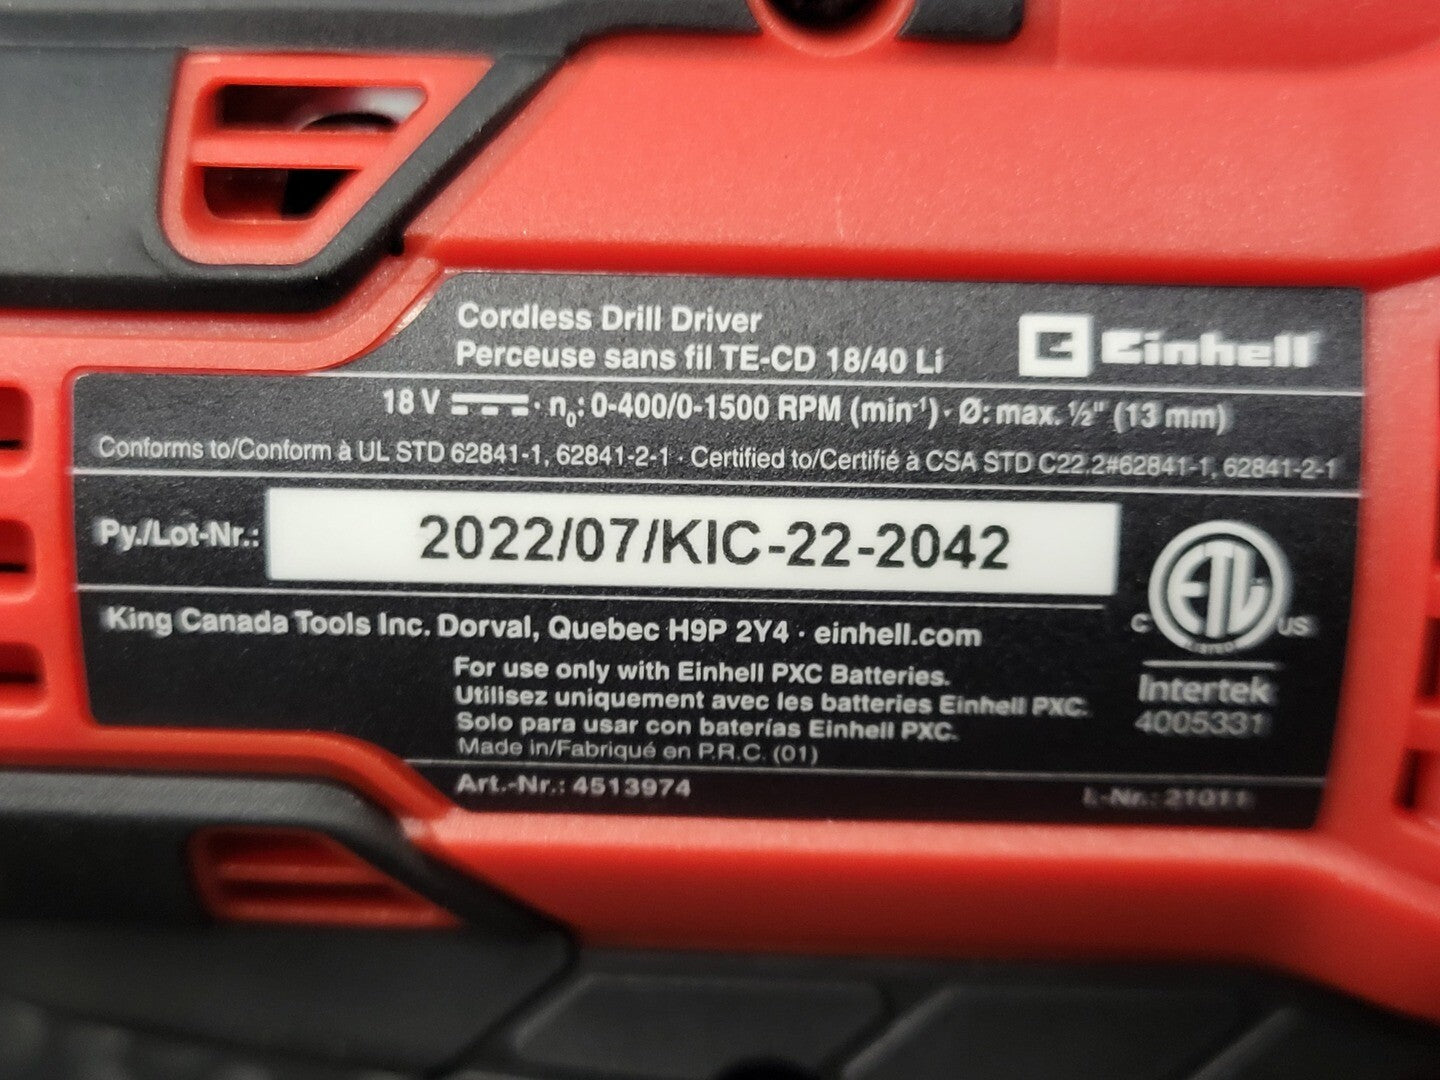 Cordless Drill Driver
Perceuse sans fil TE-CD 18/40 Li
Einhell
18 V ⎓ · n₀: 0-400/0-1500 RPM (min⁻¹) · Ø: max. ½" (13 mm)
Conforms to/Conform à UL STD 62841-1, 62841-2-1 · Certified to/Certifié à CSA STD C22.2#62841-1, 62841-2-1
Py./Lot-Nr.: 2022/07/KIC-22-2042
King Canada Tools Inc. Dorval, Quebec H9P 2Y4 · einhell.com
For use only with Einhell PXC Batteries.
Utilisez uniquement avec les batteries Einhell PXC.
Solo para usar con baterías Einhell PXC.
Made in/Fabriqué en P.R.C. (01)
Art.-Nr.: 4513974
L-Nr.: 21011
ETL
C US
LISTED
Intertek
4005331